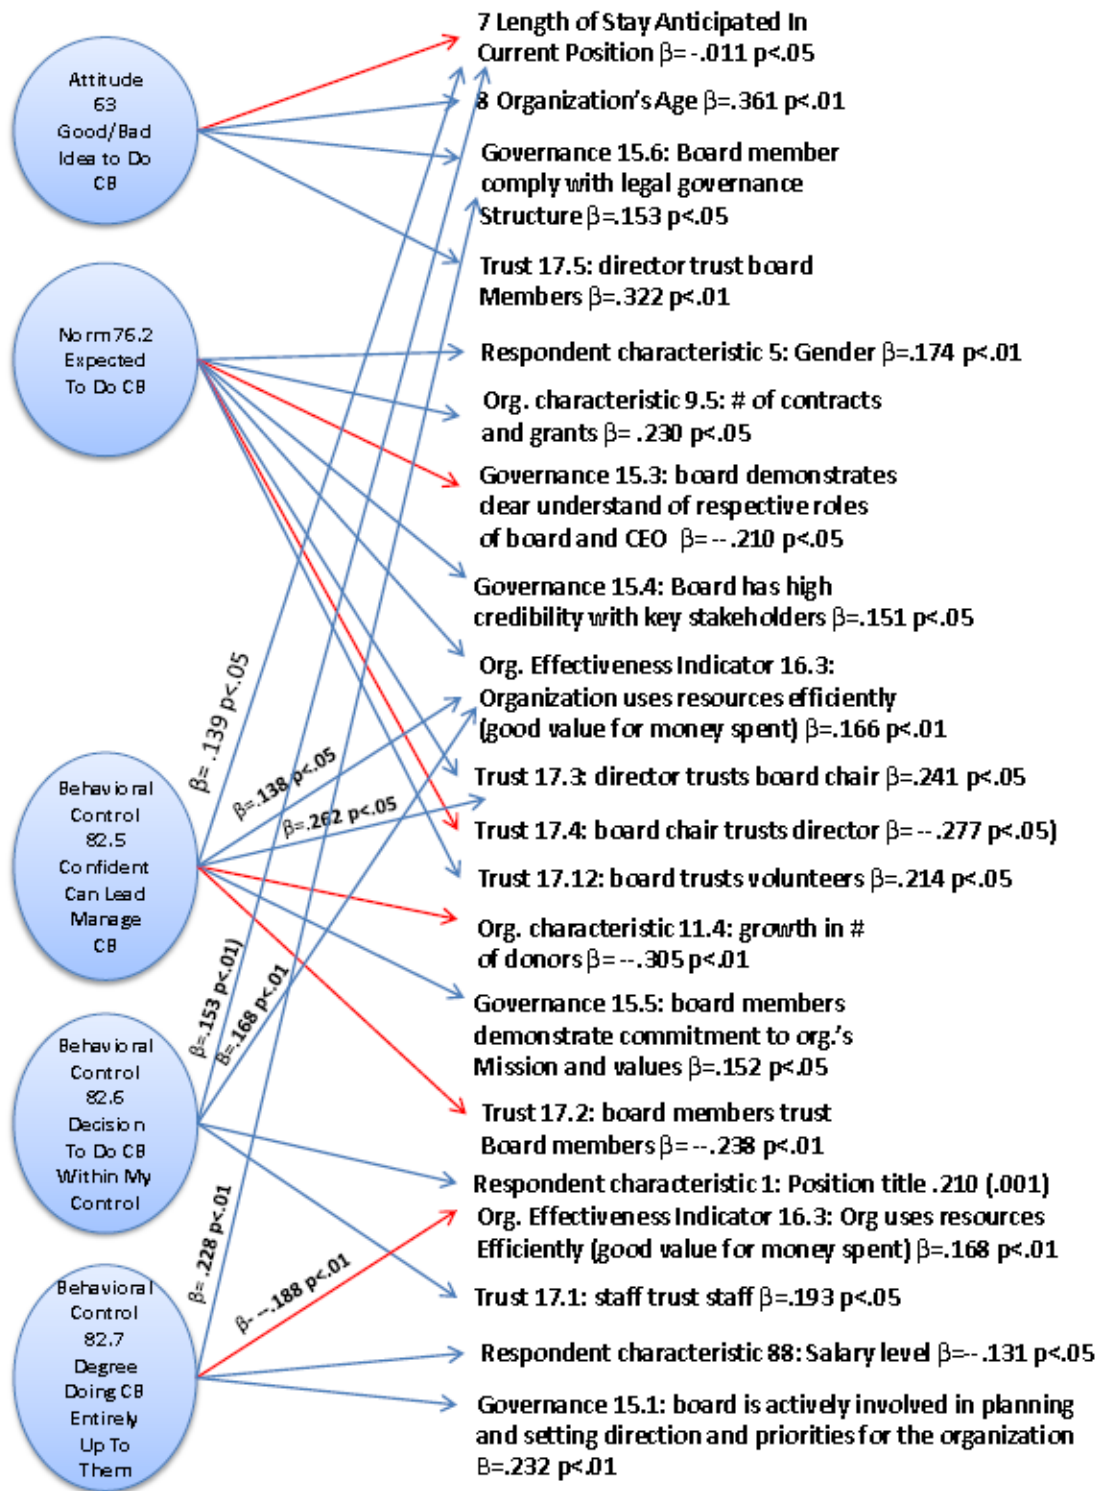 Attitude
63
Good/Bad
Idea to Do
CB
Norm76.2
Expected
To Do CB
Behavioral
Control
82.5
Confident
Can Lead
Manage
CB
Behavioral
Control
82.6
Decision
To Do CB
Within My
Control
Behavioral
Control
82.7
Degree
Doing CB
Entirely
Up To
Them
β= .139 p<.05
β=.138 p<.05
β=.262 p<.05
β=.153 p<.01)
B=.168 p<.01
β= .228 p<.01
β- --.188 p<.01
7 Length of Stay Anticipated In
Current Position β= -.011 p<.05
8 Organization's Age β=.361 p<.01
Governance 15.6: Board member
comply with legal governance
Structure β=.153 p<.05
Trust 17.5: director trust board
Members β=.322 p<.01
Respondent characteristic 5: Gender β=.174 p<.01
Org. characteristic 9.5: # of contracts
and grants β= .230 p<.05
Governance 15.3: board demonstrates
clear understand of respective roles
of board and CEO β= --.210 p<.05
Governance 15.4: Board has high
credibility with key stakeholders β=.151 p<.05
Org. Effectiveness Indicator 16.3:
Organization uses resources efficiently
(good value for money spent) β=.166 p<.01
Trust 17.3: director trusts board chair β=.241 p<.05
Trust 17.4: board chair trusts director β= --.277 p<.05)
Trust 17.12: board trusts volunteers β=.214 p<.05
Org. characteristic 11.4: growth in #
of donors β= --.305 p<.01
Governance 15.5: board members
demonstrate commitment to org.'s
Mission and values β=.152 p<.05
Trust 17.2: board members trust
Board members β= --.238 p<.01
Respondent characteristic 1: Position title .210 (.001)
Org. Effectiveness Indicator 16.3: Org uses resources
Efficiently (good value for money spent) β=.168 p<.01
Trust 17.1: staff trust staff β=.193 p<.05
Respondent characteristic 88: Salary level β=--.131 p<.05
Governance 15.1: board is actively involved in planning
and setting direction and priorities for the organization
B=.232 p<.01